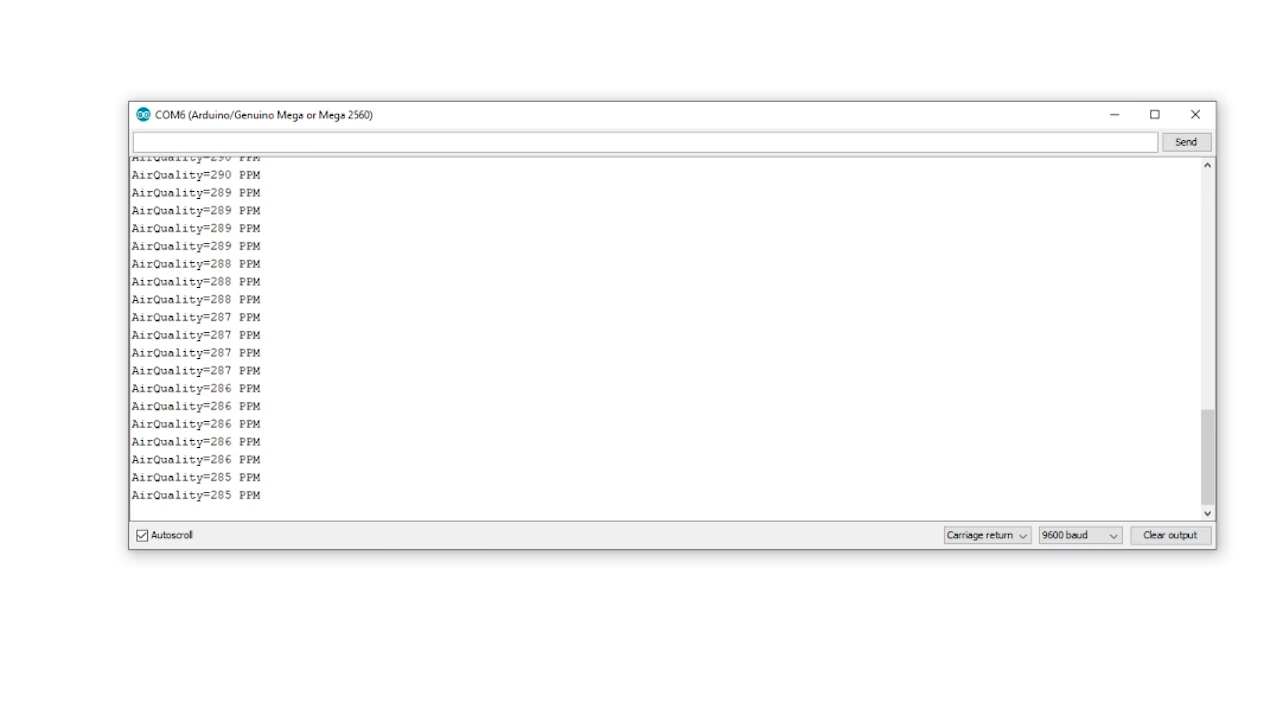 COM6 (Arduino/Genuino Mega or Mega 2560)
Send
AirQuality=290 PPM
AirQuality=290 PPM
AirQuality=289 PPM
AirQuality=289 PPM
AirQuality=289 PPM
AirQuality=289 PPM
AirQuality=288 PPM
AirQuality=288 PPM
AirQuality=288 PPM
AirQuality=287 PPM
AirQuality=287 PPM
AirQuality=287 PPM
AirQuality=287 PPM
AirQuality=286 PPM
AirQuality=286 PPM
AirQuality=286 PPM
AirQuality=286 PPM
AirQuality=286 PPM
AirQuality=285 PPM
AirQuality=285 PPM
Autoscroll Carriage return 9600 baud Clear output